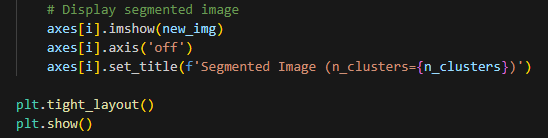 # Display segmented image
axes[i].imshow(new_img)
axes[i].axis('off')
axes[i].set_title(f'Segmented Image (n_clusters={n_clusters})')
plt.tight_layout()
plt.show()